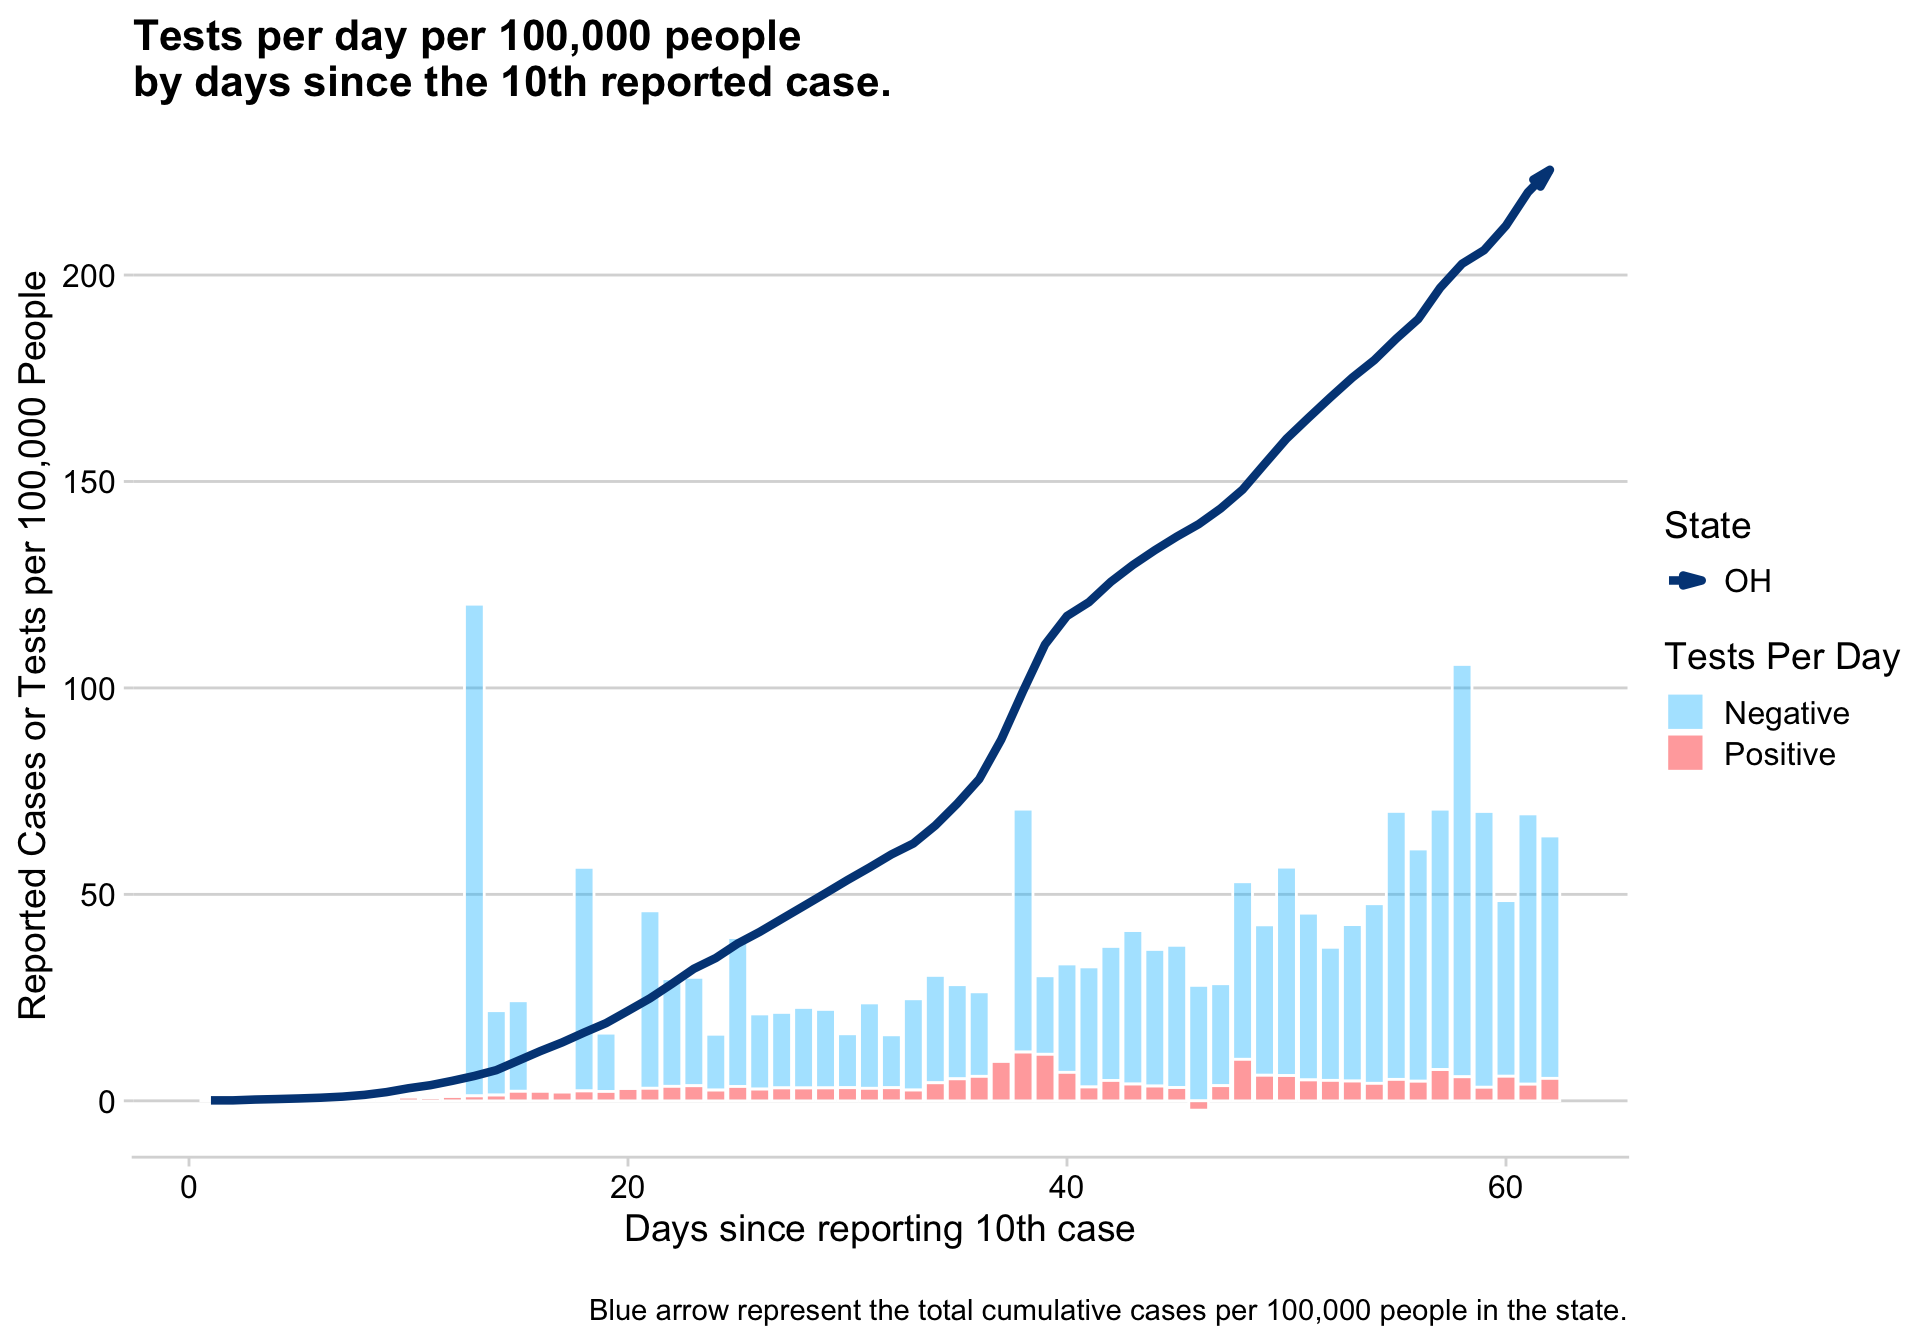 Tests per day per 100,000 people
by days since the 10th reported case.
Reported Cases or Tests per 100,000 People
200
150
100
50
0
0
20
40
60
Days since reporting 10th case
State
OH
Tests Per Day
Negative
Positive
Blue arrow represent the total cumulative cases per 100,000 people in the state.